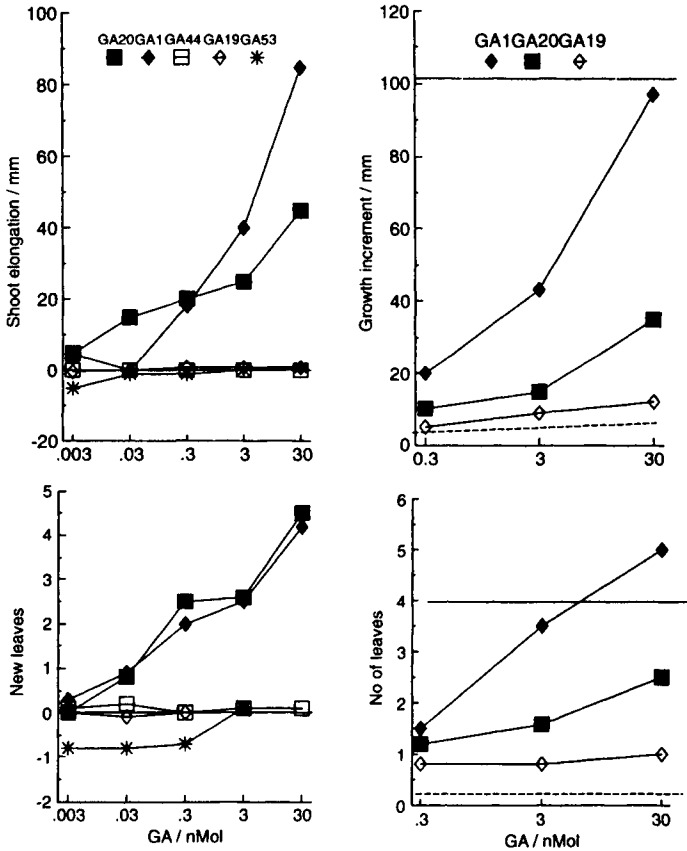 GA20GA1GA44GA19GA53
Shoot elongation / mm
100
80
60
40
20
0
-20
.003 .03 .3 3 30
GA1GA20GA19
Growth increment / mm
120
100
80
60
40
20
0
0.3 3 30
New leaves
5
4
3
2
1
0
-1
-2
.003 .03 .3 3 30
GA / nMol
No of leaves
6
5
4
3
2
1
0
.3 3 30
GA / nMol